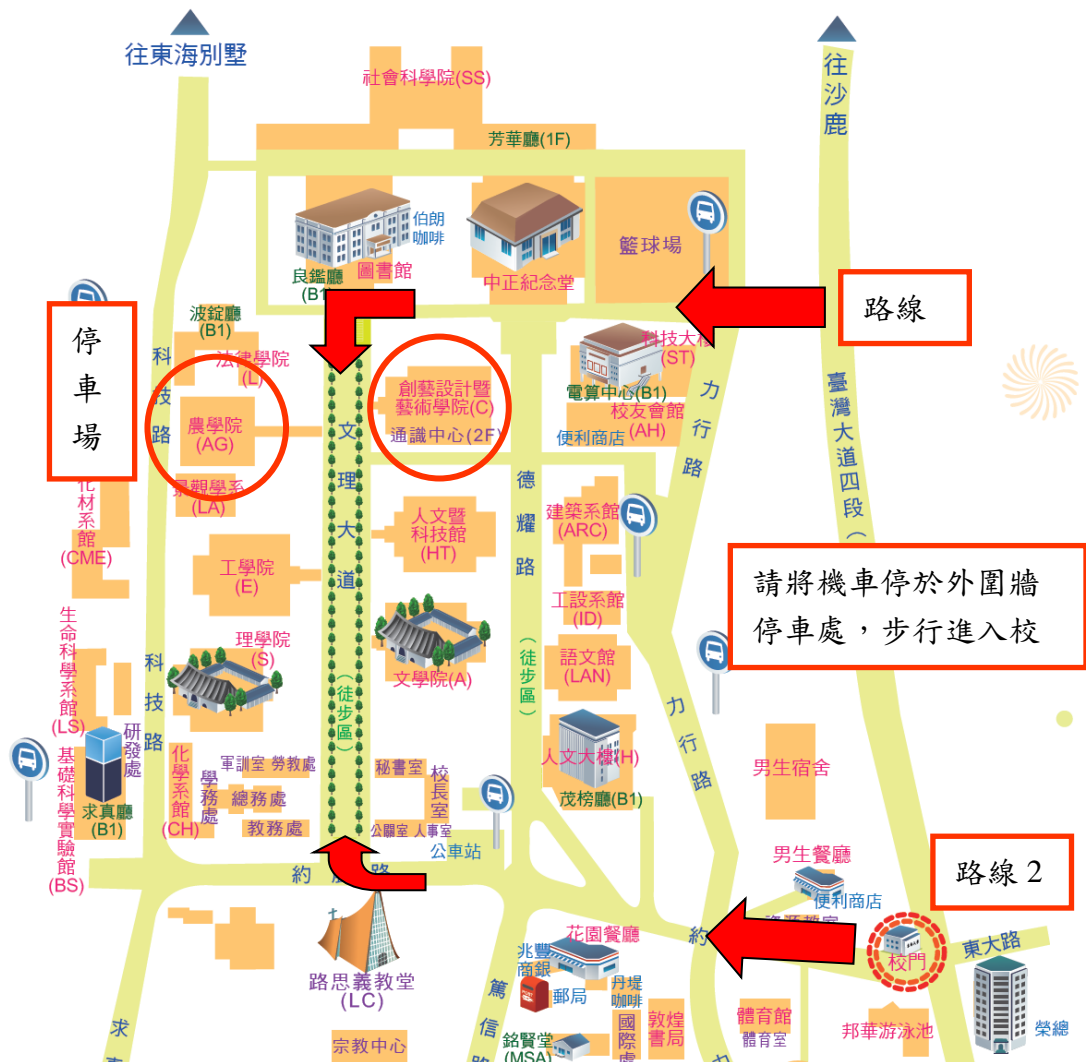 往東海別墅
往沙鹿
社會科學院(SS)
芳華廳(1F)
伯朗
咖啡
良鑑廳
(B1)
圖書館
中正紀念堂
籃球場
路線
停車場
波錠廳
(B1)
法律學院
(L)
科技路
農學院
(AG)
景觀學系
(LA)
創藝設計暨
藝術學院(C)
通識中心(2F)
科技大樓
(ST)
電算中心(B1)
校友會館
(AH)
便利商店
力行路
臺灣大道四段(
文理大道
(徒步區)
德耀路
(徒步區)
化材系館
(CME)
工學院
(E)
人文暨
科技館
(HT)
建築系館
(ARC)
工設系館
(ID)
請將機車停於外圍牆
停車處，步行進入校
生命科學系館
(LS)
科技路
理學院
(S)
文學院(A)
語文館
(LAN)
力行路
研發處
求真廳
(B1)
基礎科學實驗館
(BS)
化學系館
(CH)
學務處
軍訓室 勞教處
總務處
教務處
秘書室
校長室
公關室 人事室
公車站
人文大樓(H)
茂榜廳(B1)
男生宿舍
男生餐廳
便利商店
路線 2
約
路
約
校門
東大路
路思義教堂
(LC)
花園餐廳
兆豐
商銀
郵局
丹堤
咖啡
篤信路
銘賢堂
(MSA)
國際處
敦煌
書局
體育館
體育室
邦華游泳池
榮總
求
宗教中心